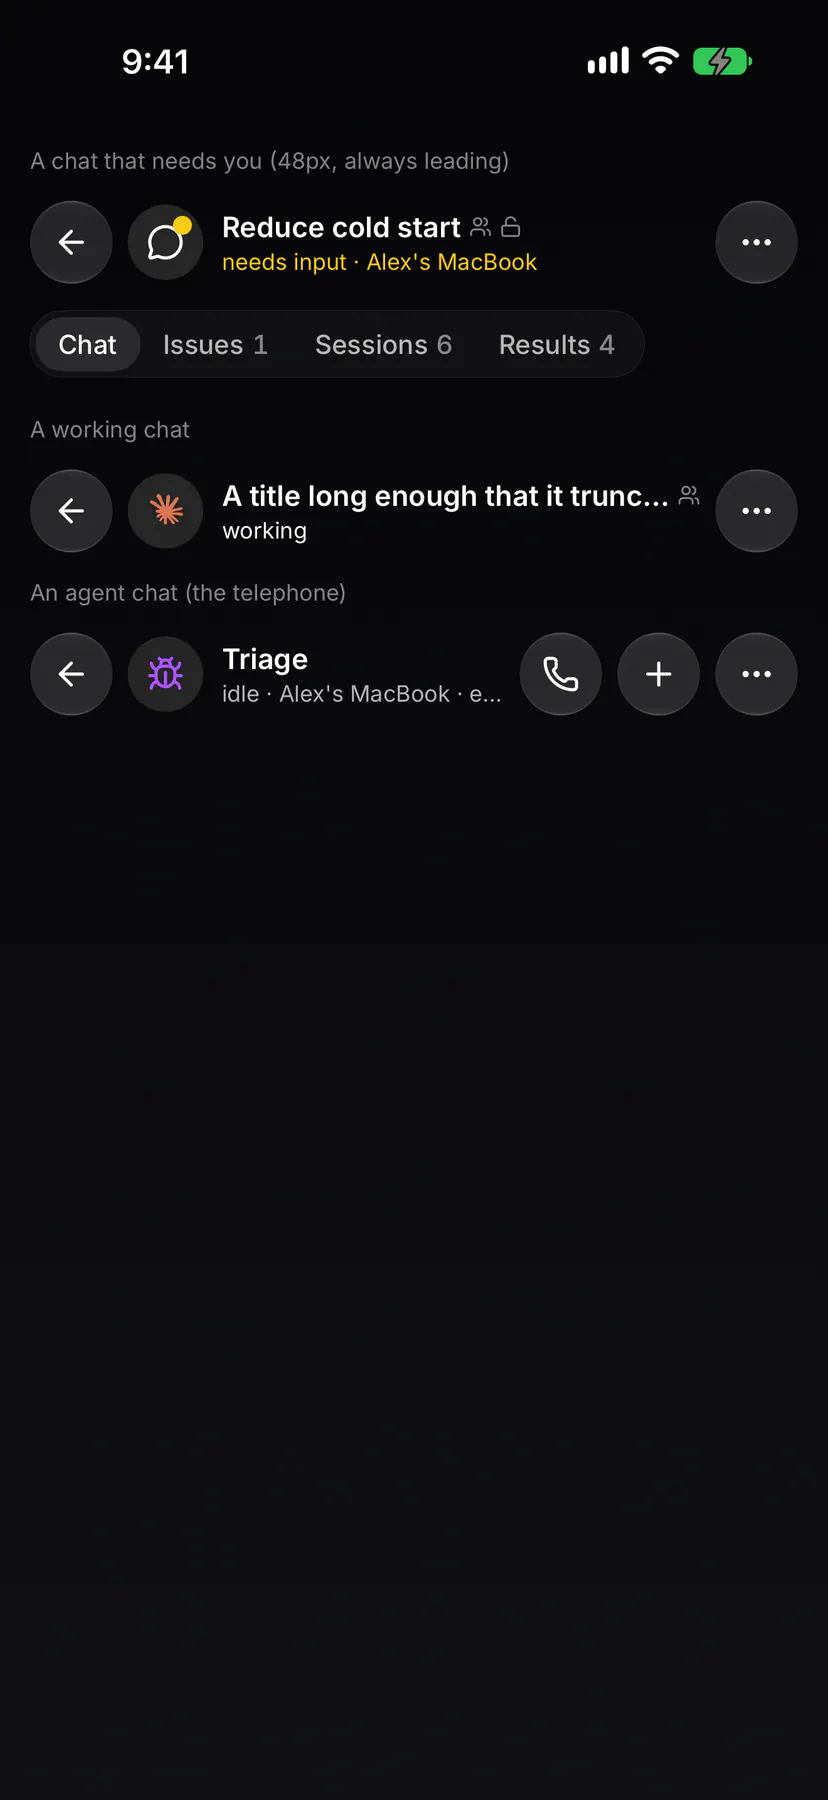 9:41
A chat that needs you (48px, always leading)
Reduce cold start
needs input · Alex's MacBook
Chat Issues 1 Sessions 6 Results 4
A working chat
A title long enough that it trunc...
working
An agent chat (the telephone)
Triage
idle · Alex's MacBook · e...